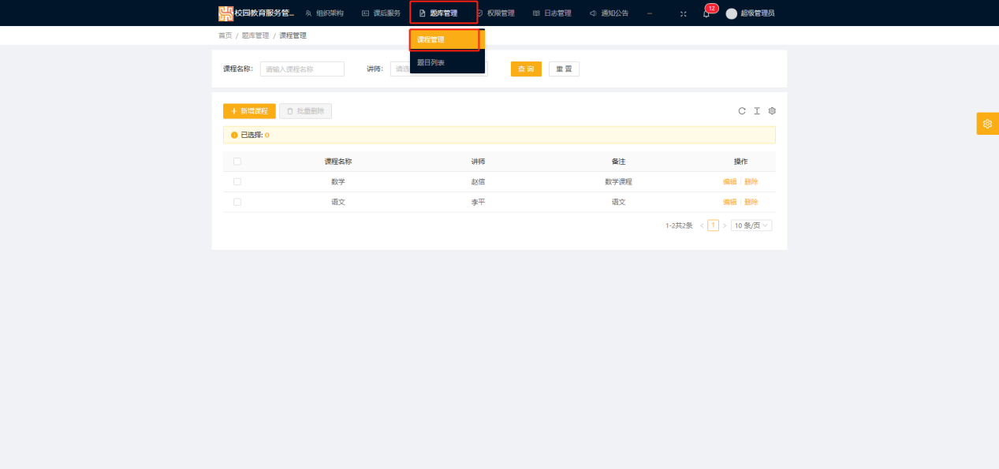 校园教育服务管... 组织架构 课后服务 题库管理 权限管理 日志管理 通知公告 12 超级管理员
首页 / 题库管理 / 课程管理
课程管理
题目列表
课程名称: 请输入课程名称 讲师: 请选 查 询 重 置
+ 新增课程 批量删除
已选择: 0
课程名称 讲师 备注 操作
数学 赵信 数学课程 编辑 | 删除
语文 李平 语文 编辑 | 删除
1-2共2条 < 1 > 10 条/页